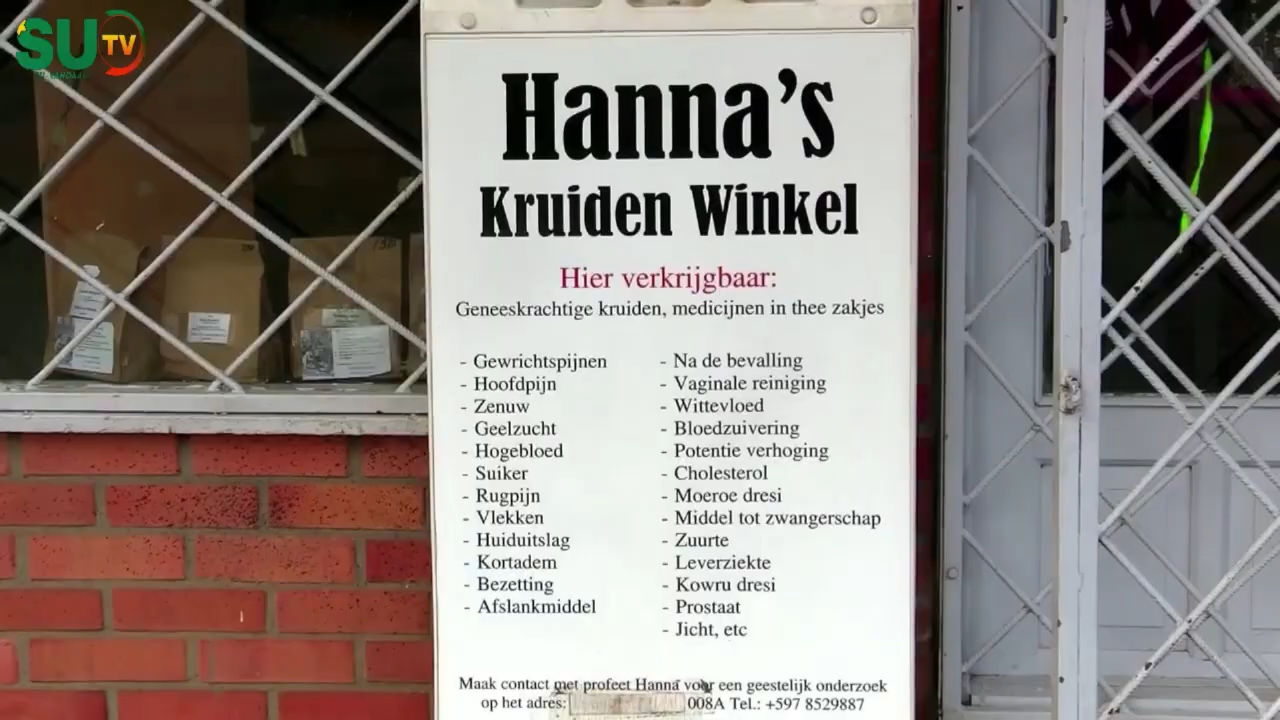 SU TV
Hanna's
Kruiden Winkel
Hier verkrijgbaar:
Geneeskrachtige kruiden, medicijnen in thee zakjes
- Gewrichtspijnen
- Hoofdpijn
- Zenuw
- Geelzucht
- Hogebloed
- Suiker
- Rugpijn
- Vlekken
- Huiduitslag
- Kortadem
- Bezetting
- Afslankmiddel
- Na de bevalling
- Vaginale reiniging
- Wittevloed
- Bloedzuivering
- Potentie verhoging
- Cholesterol
- Moeroe dresi
- Middel tot zwangerschap
- Zuurte
- Leverziekte
- Kowru dresi
- Prostaat
- Jicht, etc
Maak contact met profeet Hanna voor een geestelijk onderzoek
op het adres: 008A Tel.: +597 8529887